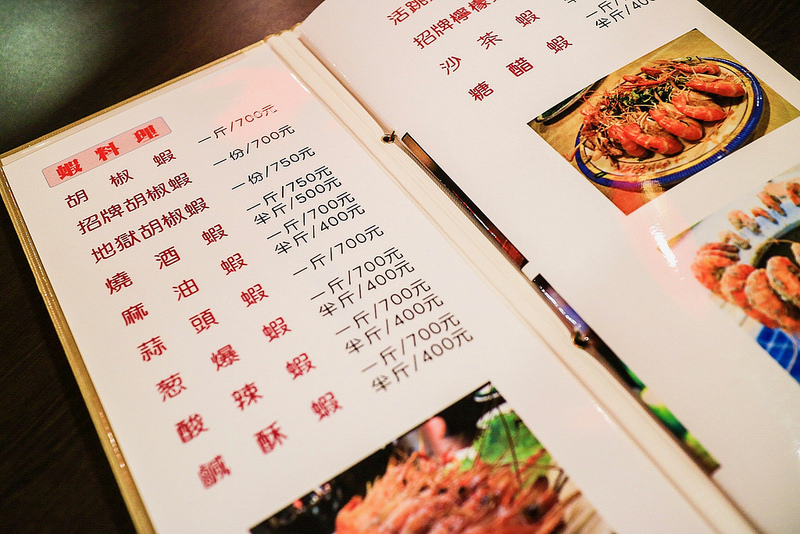 蝦料理
胡椒蝦 一斤/700元
招牌胡椒蝦 一份/700元
地獄胡椒蝦 一份/750元
燒酒蝦 一斤/750元
半斤/500元
麻油蝦 一斤/700元
半斤/400元
蒜頭蝦 一斤/700元
葱爆蝦 一斤/700元
半斤/400元
酸辣蝦 一斤/700元
半斤/400元
鹹酥蝦 一斤/700元
半斤/400元
活跳
招牌檸檬
沙茶蝦
糖醋蝦
半斤/400